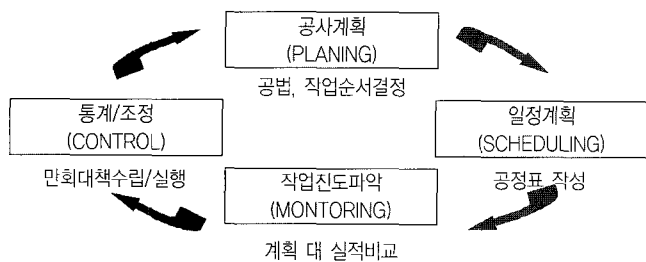 공사계획
(PLANING)
공법, 작업순서결정
통계/조정
(CONTROL)
만회대책수립/실행
일정계획
(SCHEDULING)
공정표 작성
작업진도파악
(MONTORING)
계획 대 실적비교